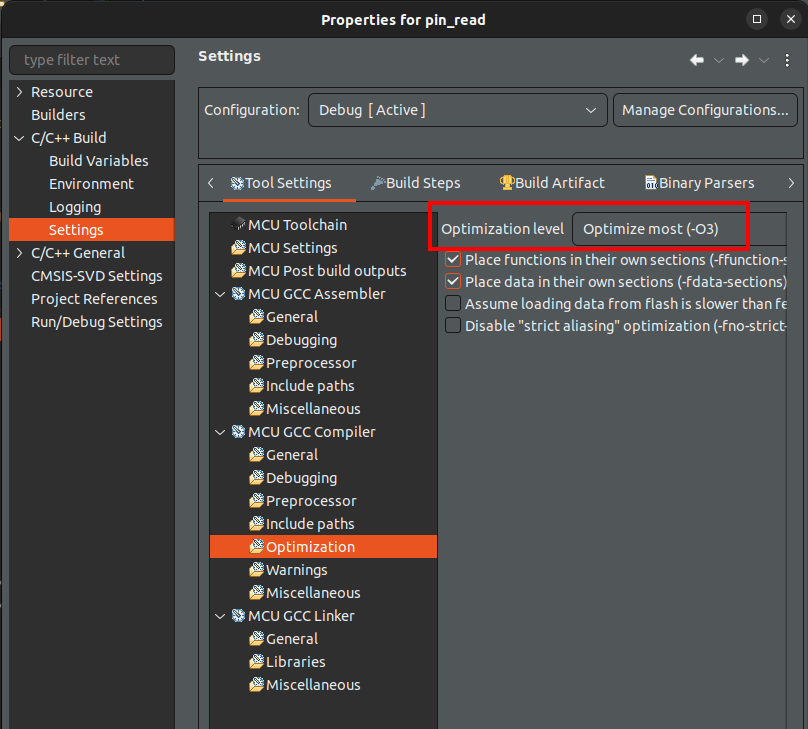 Properties for pin_read
type filter text
Resource
Builders
C/C++ Build
Build Variables
Environment
Logging
Settings
C/C++ General
CMSIS-SVD Settings
Project References
Run/Debug Settings
Settings
Configuration: Debug [ Active ] Manage Configurations...
Tool Settings Build Steps Build Artifact Binary Parsers
MCU Toolchain
MCU Settings
MCU Post build outputs
MCU GCC Assembler
General
Debugging
Preprocessor
Include paths
Miscellaneous
MCU GCC Compiler
General
Debugging
Preprocessor
Include paths
Optimization
Warnings
Miscellaneous
MCU GCC Linker
General
Libraries
Miscellaneous
Optimization level Optimize most (-O3)
Place functions in their own sections (-ffunction-s
Place data in their own sections (-fdata-sections)
Assume loading data from flash is slower than fe
Disable "strict aliasing" optimization (-fno-strict-